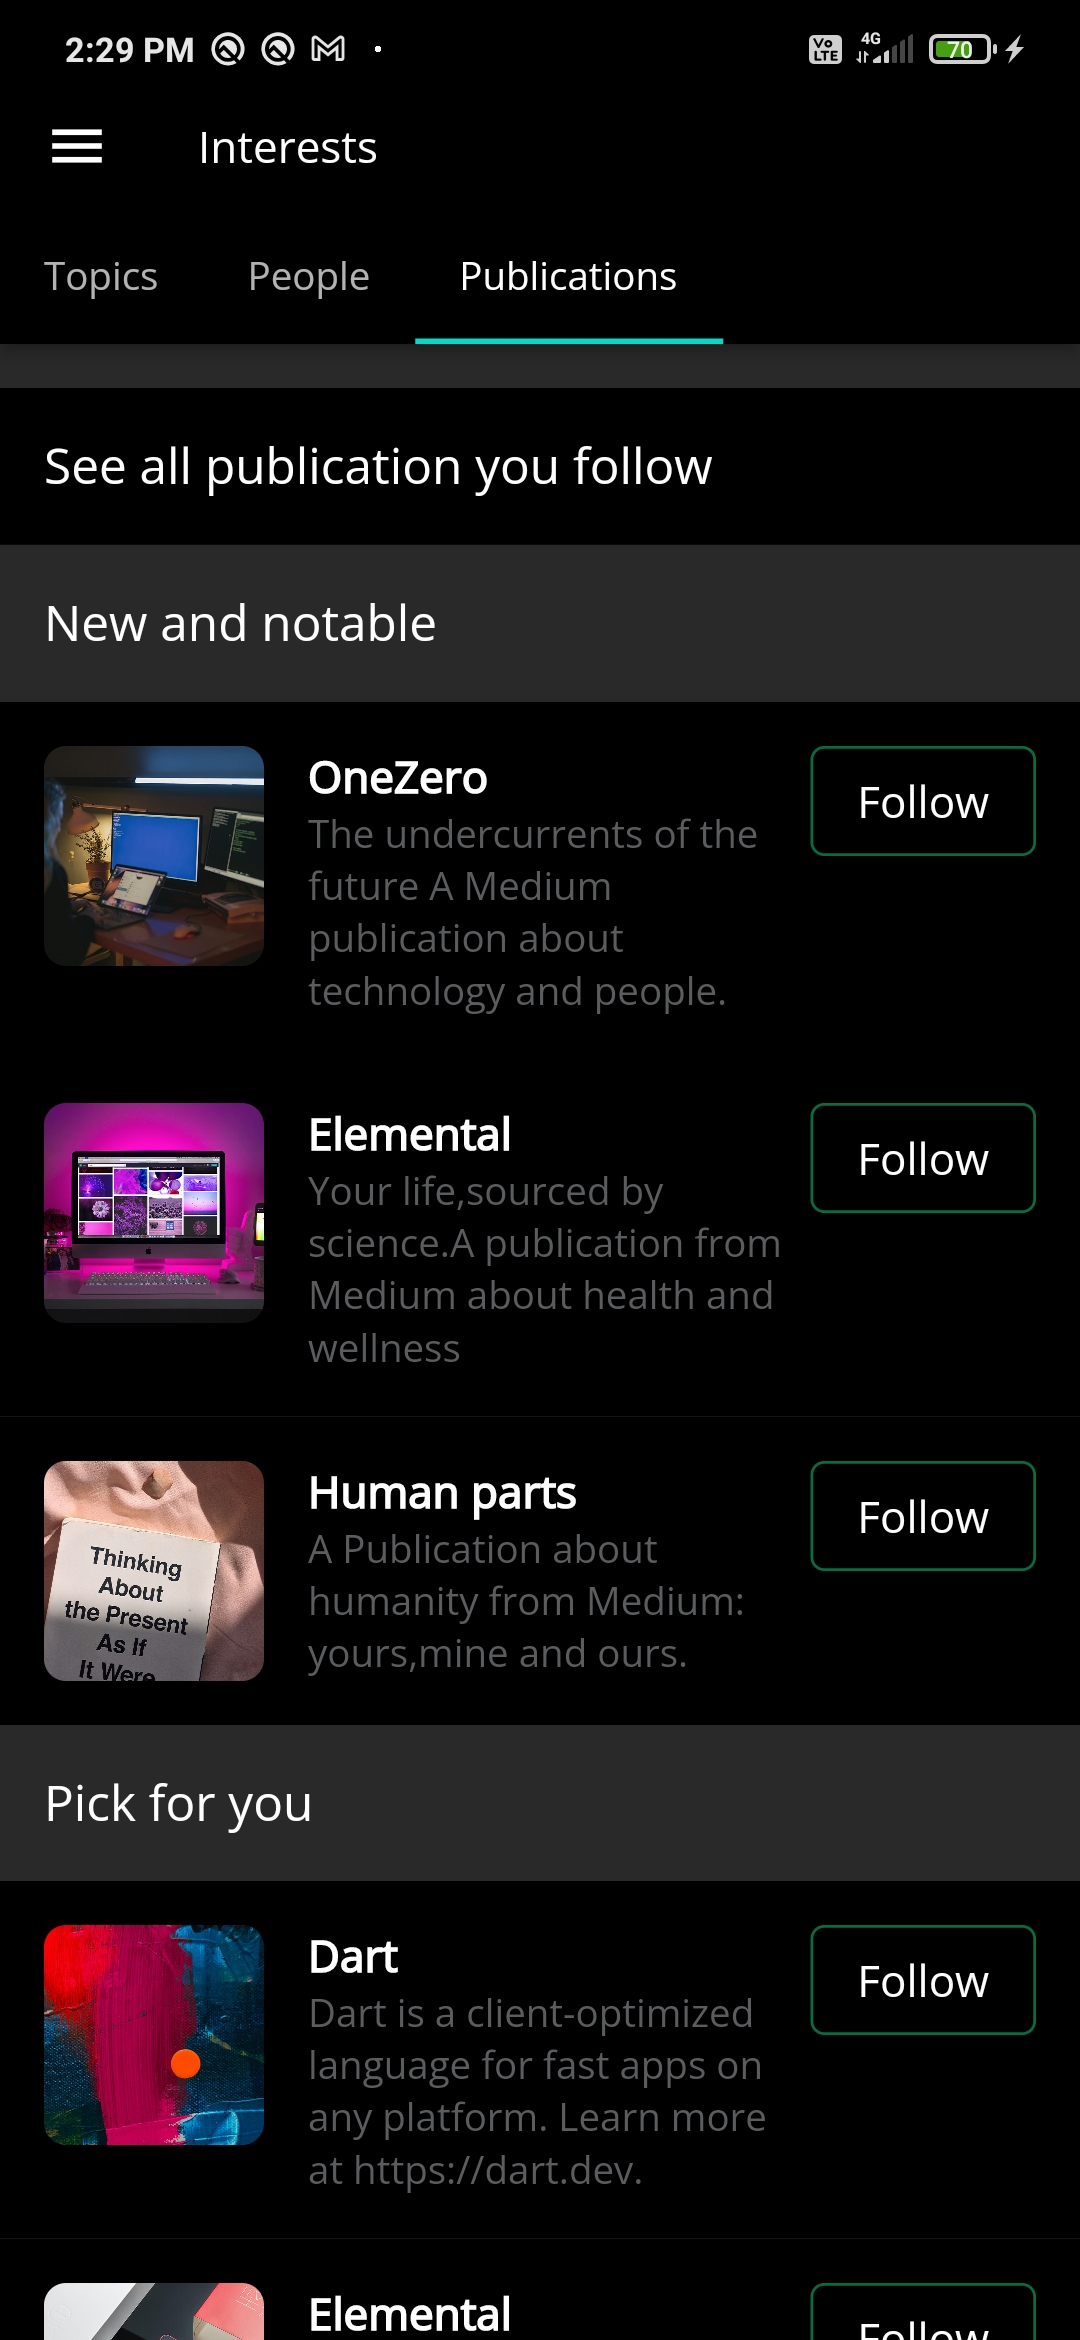 2:29 PM
Vo LTE 4G 70
Interests
Topics People Publications
See all publication you follow
New and notable
OneZero
Follow
The undercurrents of the
future A Medium
publication about
technology and people.
Elemental
Follow
Your life,sourced by
science.A publication from
Medium about health and
wellness
Thinking
About
the Present
As If
It Were
Human parts
Follow
A Publication about
humanity from Medium:
yours,mine and ours.
Pick for you
Dart
Follow
Dart is a client-optimized
language for fast apps on
any platform. Learn more
at https://dart.dev.
Elemental
Follow